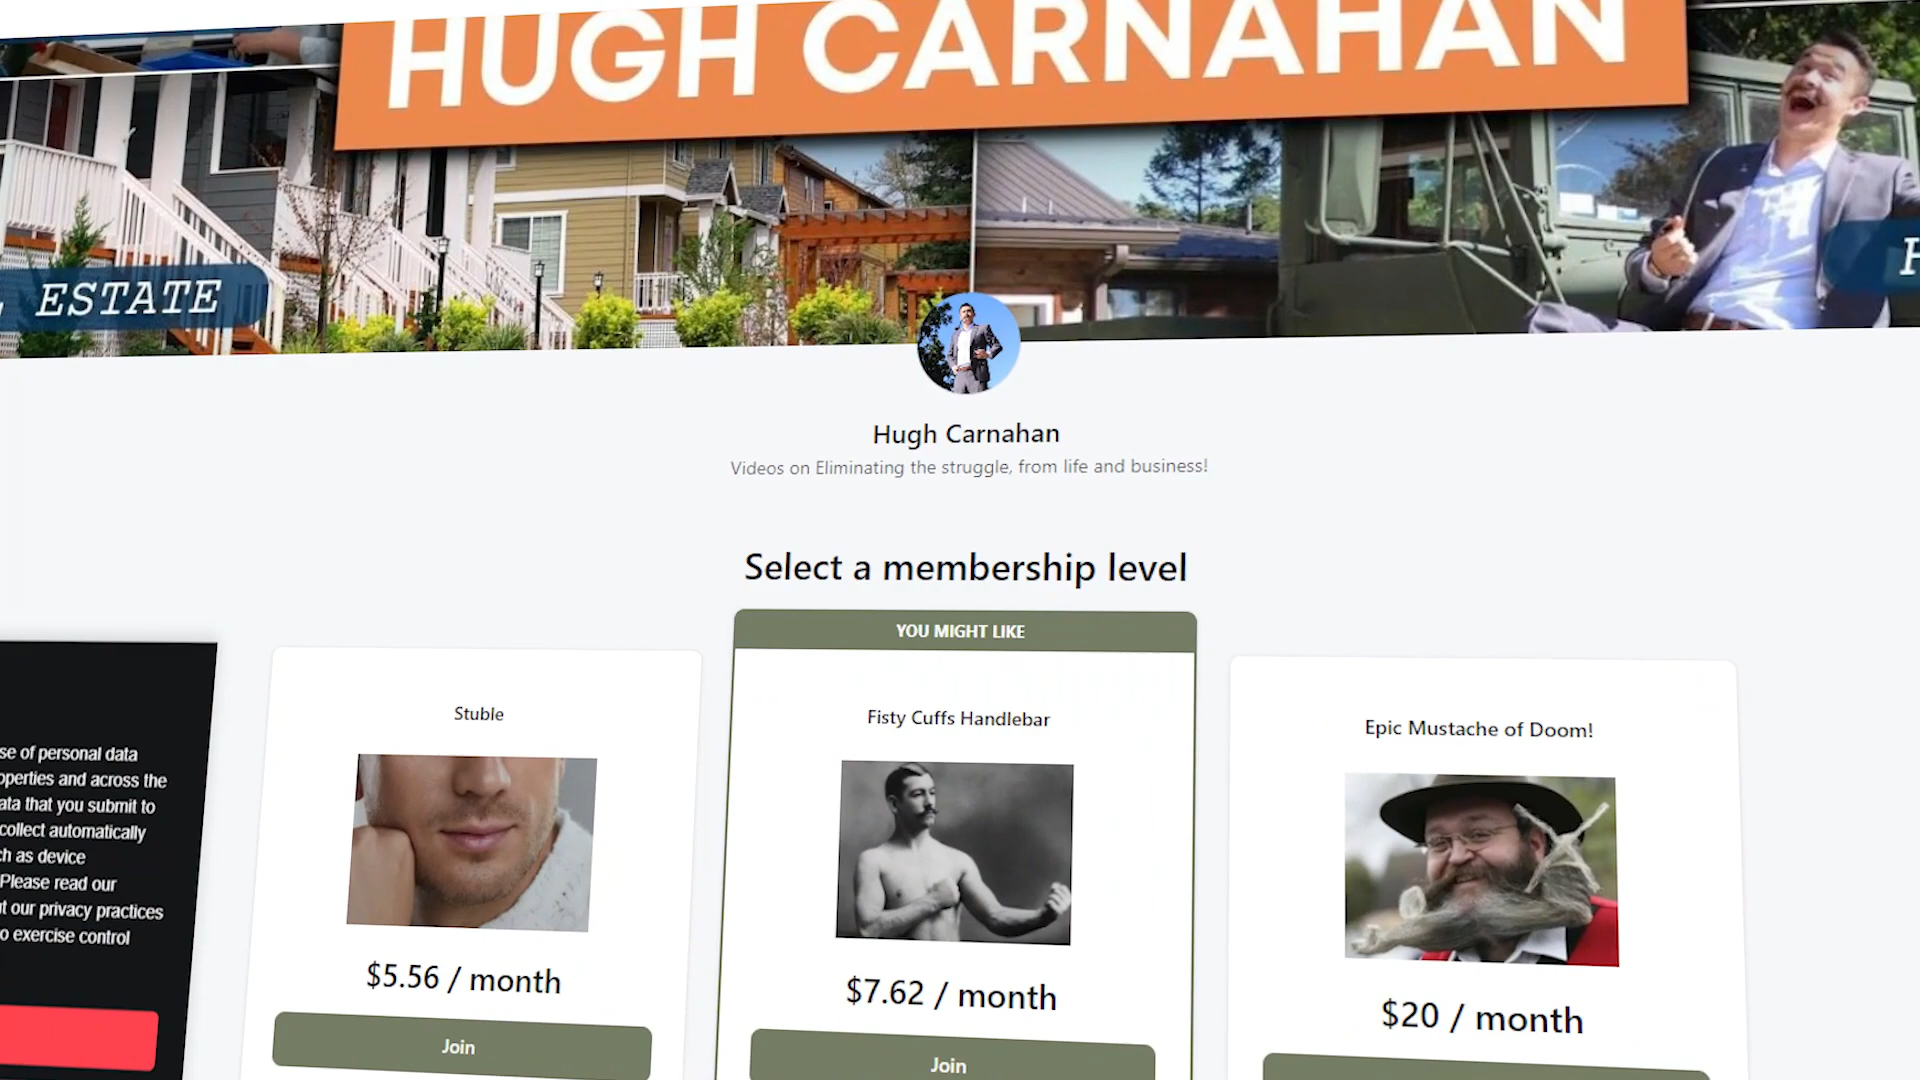 HUGH CARNAHAN
ESTATE
Hugh Carnahan
Videos on Eliminating the struggle, from life and business!
Select a membership level
YOU MIGHT LIKE
Stuble
Fisty Cuffs Handlebar
Epic Mustache of Doom!
$5.56 / month
$7.62 / month
$20 / month
Join
Join
se of personal data
operties and across the
ata that you submit to
collect automatically
ch as device
Please read our
t our privacy practices
o exercise control